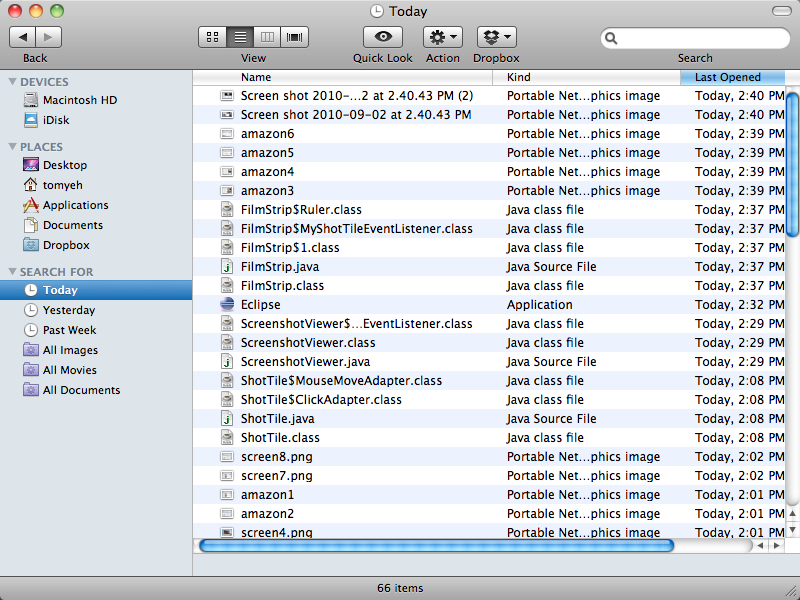 Today
Back
View
Quick Look
Action
Dropbox
Search
DEVICES
Macintosh HD
iDisk
PLACES
Desktop
tomyeh
Applications
Documents
Dropbox
SEARCH FOR
Today
Yesterday
Past Week
All Images
All Movies
All Documents
Name Kind Last Opened
Screen shot 2010-...2 at 2.40.43 PM (2) Portable Net...phics image Today, 2:40 PM
Screen shot 2010-09-02 at 2.40.43 PM Portable Net...phics image Today, 2:40 PM
amazon6 Portable Net...phics image Today, 2:39 PM
amazon5 Portable Net...phics image Today, 2:39 PM
amazon4 Portable Net...phics image Today, 2:39 PM
amazon3 Portable Net...phics image Today, 2:39 PM
FilmStrip$Ruler.class Java class file Today, 2:37 PM
FilmStrip$MyShotTileEventListener.class Java class file Today, 2:37 PM
FilmStrip$1.class Java class file Today, 2:37 PM
FilmStrip.java Java Source File Today, 2:37 PM
FilmStrip.class Java class file Today, 2:37 PM
Eclipse Application Today, 2:32 PM
ScreenshotViewer$...EventListener.class Java class file Today, 2:29 PM
ScreenshotViewer.class Java class file Today, 2:29 PM
ScreenshotViewer.java Java Source File Today, 2:29 PM
ShotTile$MouseMoveAdapter.class Java class file Today, 2:08 PM
ShotTile$ClickAdapter.class Java class file Today, 2:08 PM
ShotTile.java Java Source File Today, 2:08 PM
ShotTile.class Java class file Today, 2:08 PM
screen8.png Portable Net...phics image Today, 2:02 PM
screen7.png Portable Net...phics image Today, 2:02 PM
amazon1 Portable Net...phics image Today, 2:01 PM
amazon2 Portable Net...phics image Today, 2:01 PM
screen4.png Portable Net...phics image Today, 2:01 PM
66 items